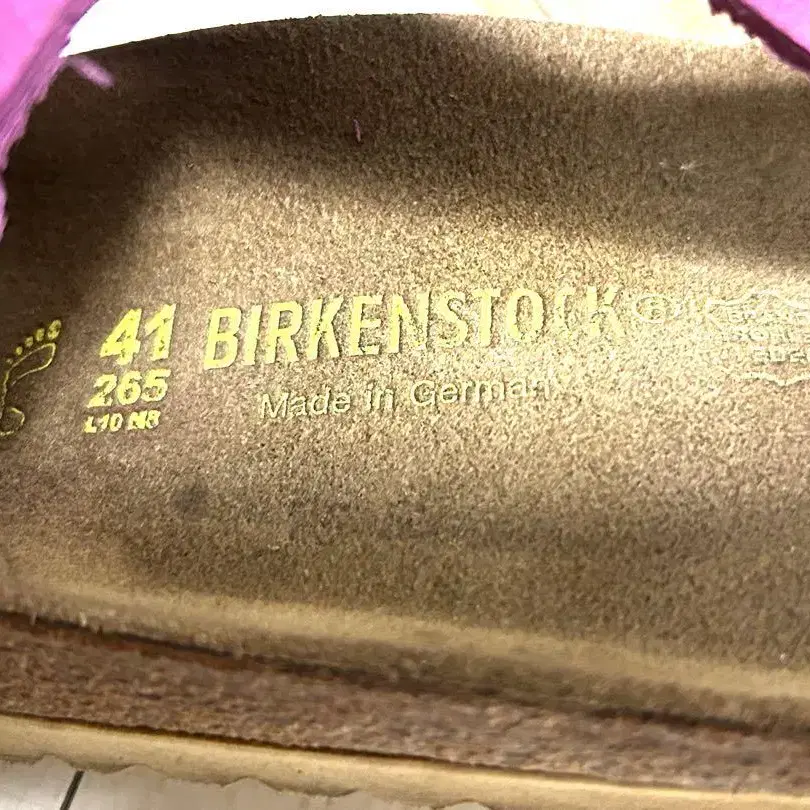 41
265
L10 M8
BIRKENSTOCK®
Made in Germany